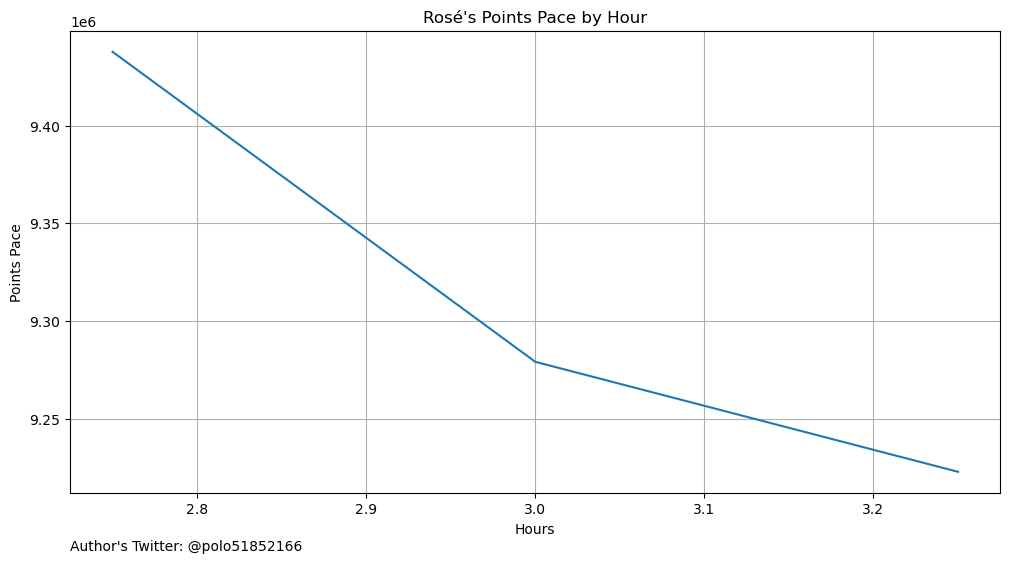 Rosé's Points Pace by Hour
1e6
9.40
9.35
9.30
9.25
Points Pace
2.8
2.9
3.0
3.1
3.2
Hours
Author's Twitter: @polo51852166